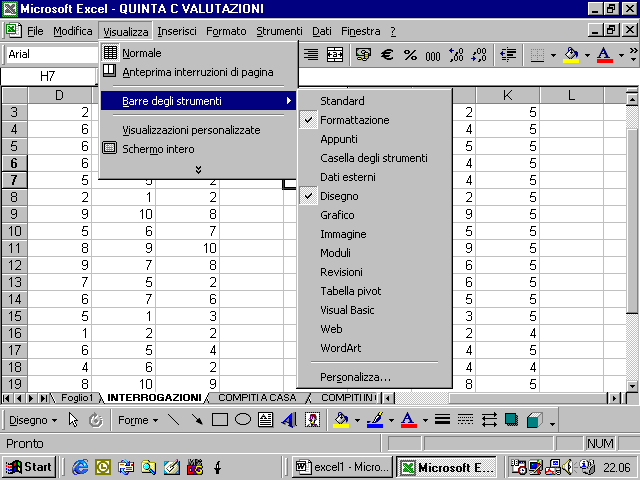 Microsoft Excel - QUINTA C VALUTAZIONI
File Modifica Visualizza Inserisci Formato Strumenti Dati Finestra ?
Arial
H7
Normale
Anteprima interruzioni di pagina
Barre degli strumenti
Visualizzazioni personalizzate
Schermo intero
Standard
Formattazione
Appunti
Casella degli strumenti
Dati esterni
Disegno
Grafico
Immagine
Moduli
Revisioni
Tabella pivot
Visual Basic
Web
WordArt
Personalizza...
D K L
3 2 2 5
4 6 4 5
5 6 5 5
6 6 4 5
7 5 5 2 4 5
8 2 1 2 2 5
9 9 10 8 9 5
10 5 6 7 5 5
11 8 9 10 9 5
12 9 7 8 6 5
13 7 5 2 6 5
14 6 7 6 5 5
15 5 1 3 3 5
16 1 2 2 2 4
17 6 5 4 5 4
18 4 6 2 4 5
19 8 10 9 8 5
Foglio1 INTERROGAZIONI COMPITI A CASA COMPITI IN
Disegno Forme
Pronto NUM
Start excel1 - Micro... Microsoft E... 22.06